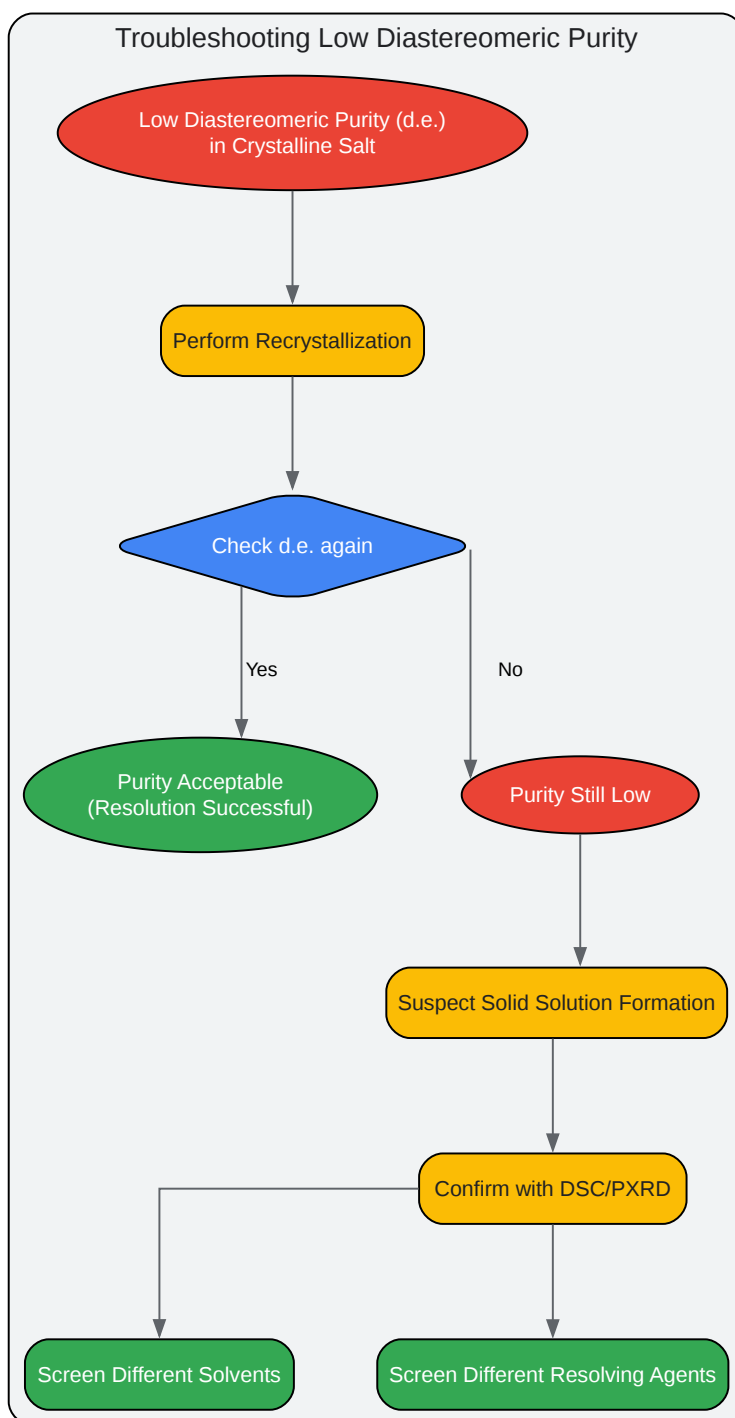 Troubleshooting Low Diastereomeric Purity
Low Diastereomeric Purity (d.e.)
in Crystalline Salt
Perform Recrystallization
Check d.e. again
Yes
No
Purity Acceptable
(Resolution Successful)
Purity Still Low
Suspect Solid Solution Formation
Confirm with DSC/PXRD
Screen Different Solvents
Screen Different Resolving Agents